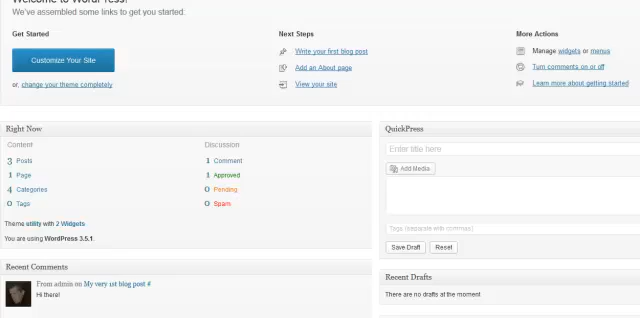 Welcome to WordPress!
We've assembled some links to get you started:
Get Started
Customize Your Site
or, change your theme completely
Next Steps
Write your first blog post
Add an About page
View your site
More Actions
Manage widgets or menus
Turn comments on or off
Learn more about getting started
Right Now
Content
3 Posts
1 Page
4 Categories
0 Tags
Discussion
1 Comment
1 Approved
0 Pending
0 Spam
Theme utility with 2 Widgets
You are using WordPress 3.5.1.
Recent Comments
From admin on My very 1st blog post #
Hi there!
QuickPress
Enter title here
Add Media
Tags (separate with commas)
Save Draft
Reset
Recent Drafts
There are no drafts at the moment